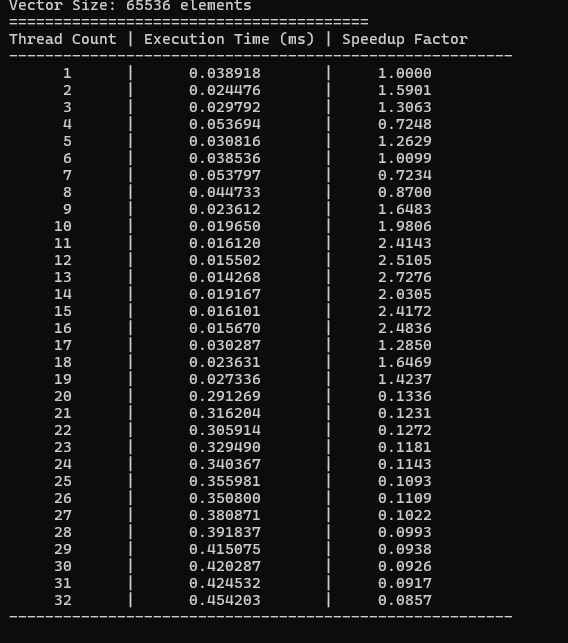 Vector Size: 65536 elements
========================================
Thread Count | Execution Time (ms) | Speedup Factor
--------------------------------------------------------
1 | 0.038918 | 1.0000
2 | 0.024476 | 1.5901
3 | 0.029792 | 1.3063
4 | 0.053694 | 0.7248
5 | 0.030816 | 1.2629
6 | 0.038536 | 1.0099
7 | 0.053797 | 0.7234
8 | 0.044733 | 0.8700
9 | 0.023612 | 1.6483
10 | 0.019650 | 1.9806
11 | 0.016120 | 2.4143
12 | 0.015502 | 2.5105
13 | 0.014268 | 2.7276
14 | 0.019167 | 2.0305
15 | 0.016101 | 2.4172
16 | 0.015670 | 2.4836
17 | 0.030287 | 1.2850
18 | 0.023631 | 1.6469
19 | 0.027336 | 1.4237
20 | 0.291269 | 0.1336
21 | 0.316204 | 0.1231
22 | 0.305914 | 0.1272
23 | 0.329490 | 0.1181
24 | 0.340367 | 0.1143
25 | 0.355981 | 0.1093
26 | 0.350800 | 0.1109
27 | 0.380871 | 0.1022
28 | 0.391837 | 0.0993
29 | 0.415075 | 0.0938
30 | 0.420287 | 0.0926
31 | 0.424532 | 0.0917
32 | 0.454203 | 0.0857
--------------------------------------------------------